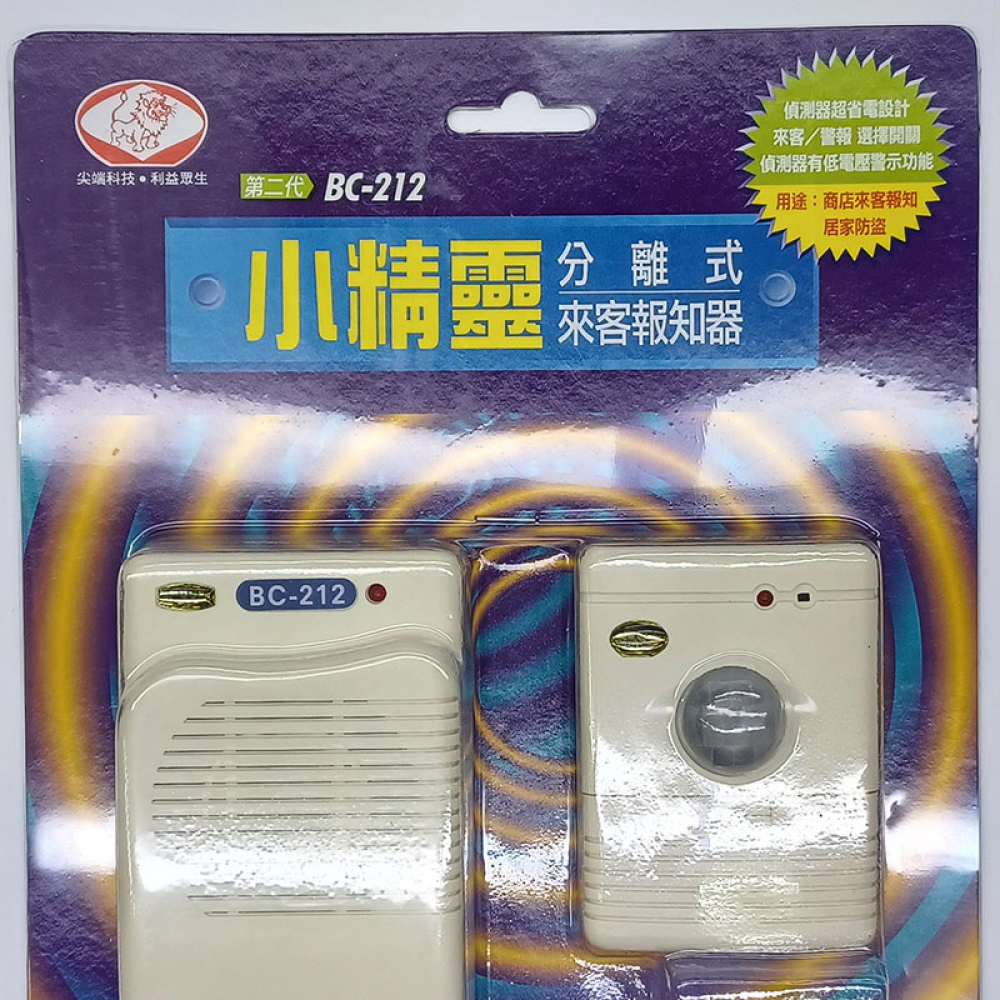 尖端科技•利益眾生
第二代 BC-212
小精靈
分離式
來客報知器
偵測器超省電設計
來客／警報 選擇開關
偵測器有低電壓警示功能
用途：商店來客報知
居家防盜
BC-212